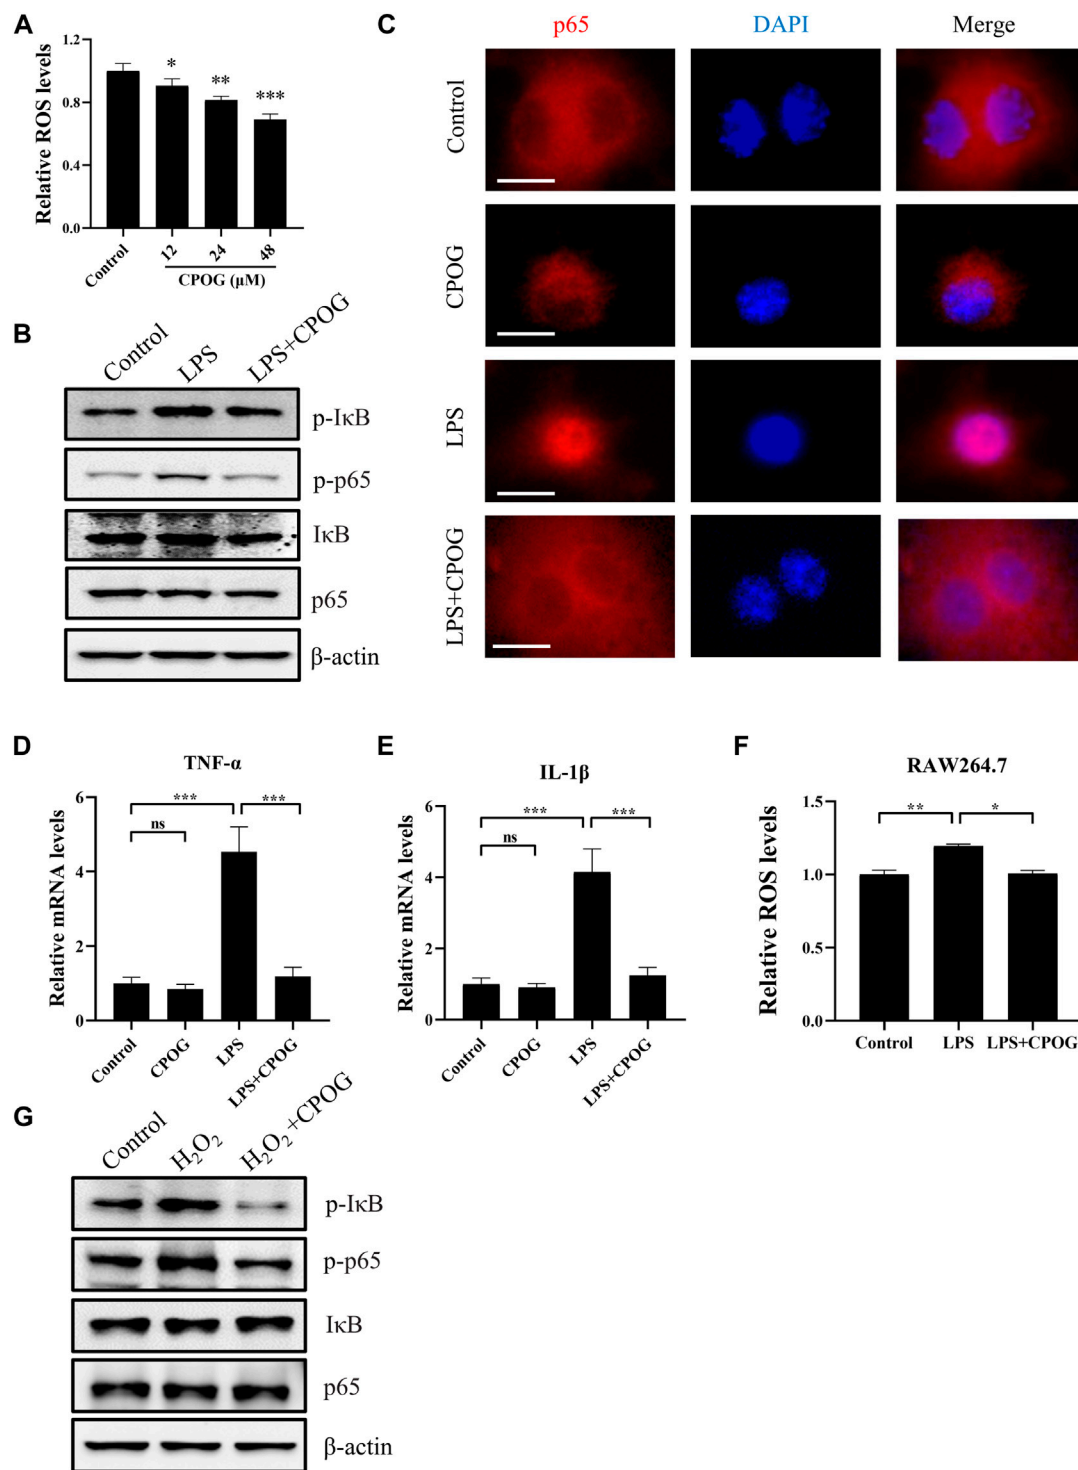 A
Relative ROS levels
1.2
0.8
0.4
0.0
*
**
***
Control
12
24
48
CPOG (μM)
B
Control
LPS
LPS+CPOG
p-IκB
p-p65
IκB
p65
β-actin
C
p65
DAPI
Merge
Control
CPOG
LPS
LPS+CPOG
D
TNF-α
Relative mRNA levels
6
4
2
0
***
***
ns
Control
CPOG
LPS
LPS+CPOG
E
IL-1β
Relative mRNA levels
6
4
2
0
***
***
ns
Control
CPOG
LPS
LPS+CPOG
F
RAW264.7
Relative ROS levels
1.5
1.0
0.5
0.0
**
*
Control
LPS
LPS+CPOG
G
Control
H₂O₂
H₂O₂+CPOG
p-IκB
p-p65
IκB
p65
β-actin